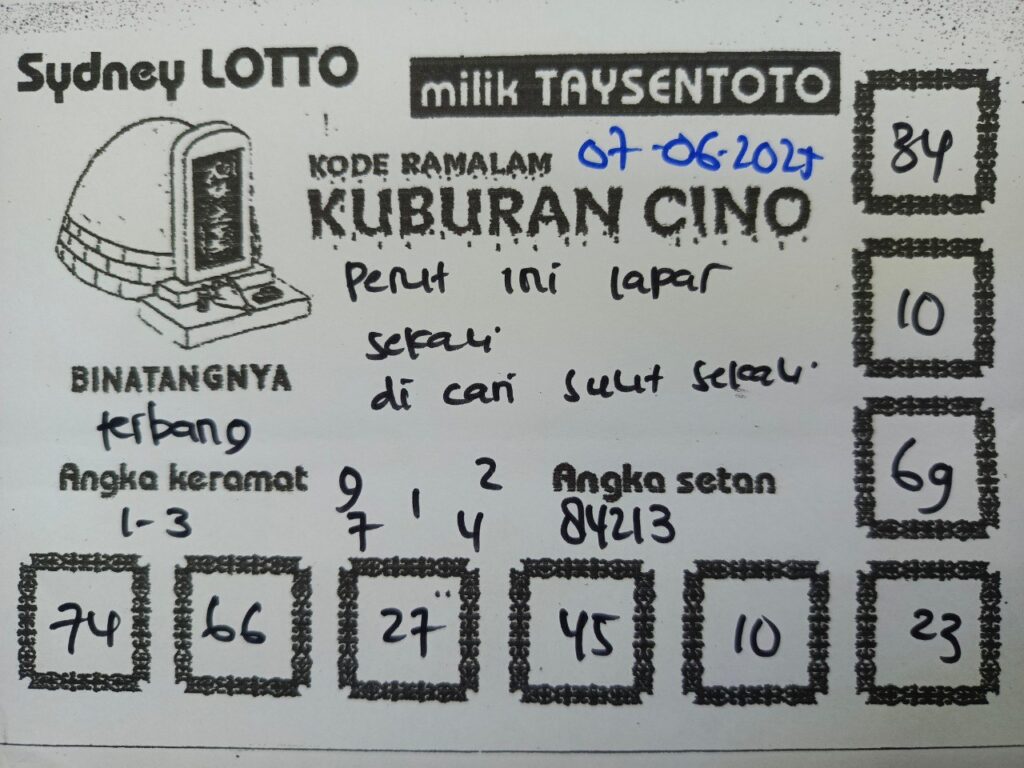 Sydney LOTTO
milik TAYSENTOTO
KODE RAMALAM 07-06-2025
KUBURAN CINO
perut ini lapar
sekali
di cari sulit sekali.
BINATANGNYA
terbang
Angka keramat
1-3
9 2
1
7 4
Angka setan
84213
84
10
69
74 66 27 45 10 23